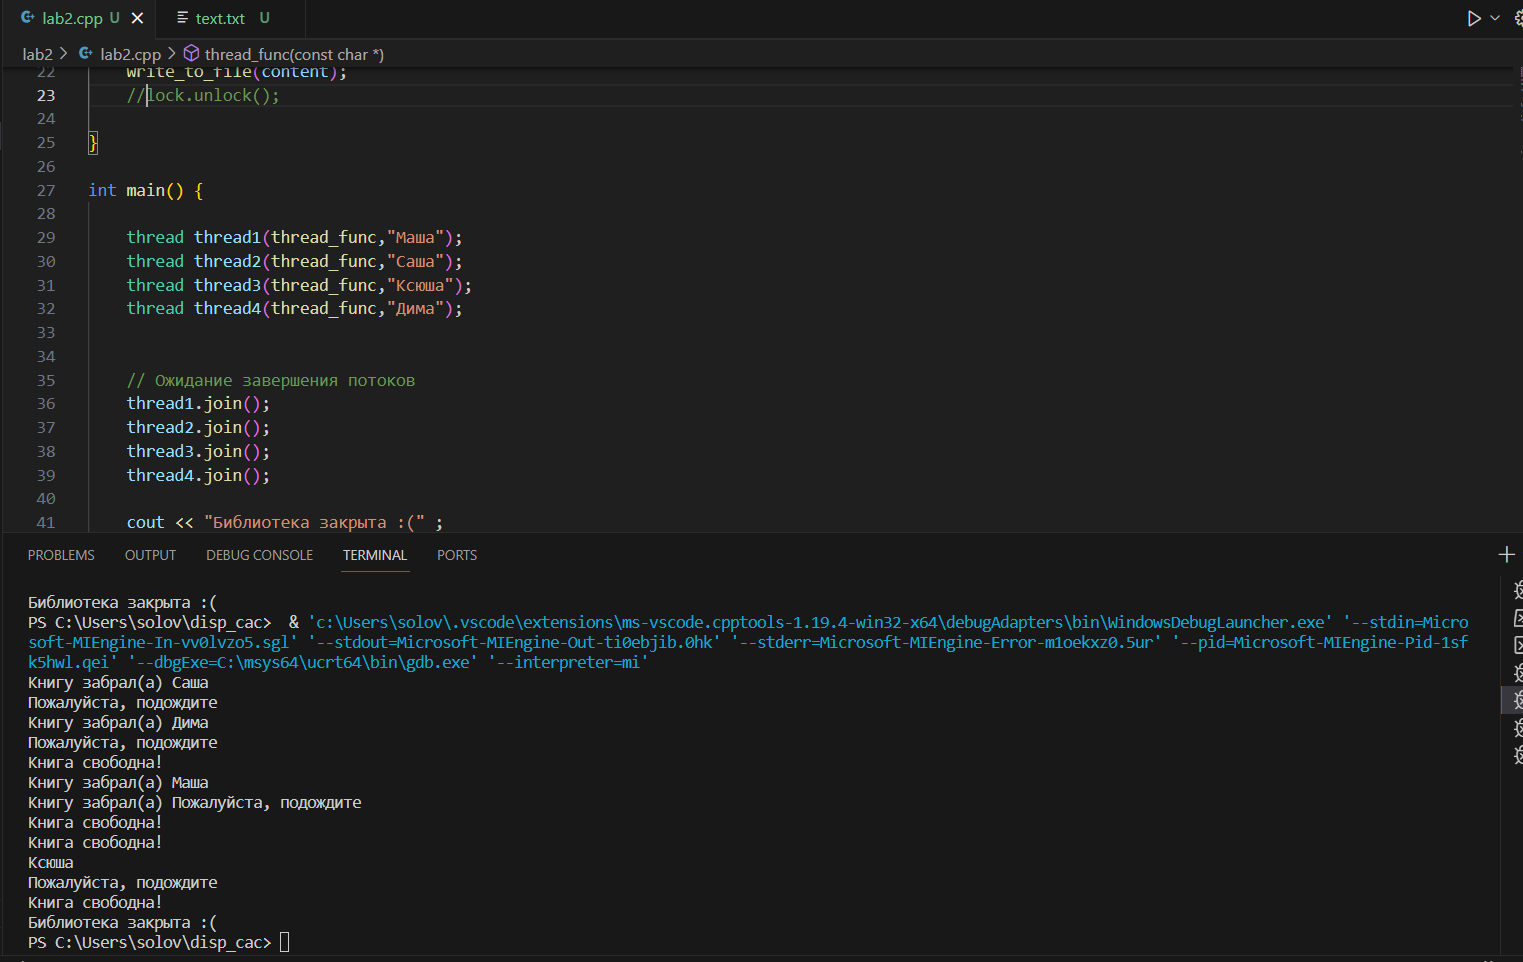 lab2.cpp U text.txt U
lab2 > lab2.cpp > thread_func(const char *)
22 write_to_file(content);
23 //lock.unlock();
24
25 }
26
27 int main() {
28
29 thread thread1(thread_func,"Маша");
30 thread thread2(thread_func,"Саша");
31 thread thread3(thread_func,"Ксюша");
32 thread thread4(thread_func,"Дима");
33
34
35 // Ожидание завершения потоков
36 thread1.join();
37 thread2.join();
38 thread3.join();
39 thread4.join();
40
41 cout << "Библиотека закрыта :(" ;
PROBLEMS OUTPUT DEBUG CONSOLE TERMINAL PORTS
Библиотека закрыта :(
PS C:\Users\solov\disp_cac> & 'c:\Users\solov\.vscode\extensions\ms-vscode.cpptools-1.19.4-win32-x64\debugAdapters\bin\WindowsDebugLauncher.exe' '--stdin=Micro
soft-MIEngine-In-vv0lvzo5.sgl' '--stdout=Microsoft-MIEngine-Out-ti0ebjib.0hk' '--stderr=Microsoft-MIEngine-Error-m1oekxz0.5ur' '--pid=Microsoft-MIEngine-Pid-1sf
k5hwl.qei' '--dbgExe=C:\msys64\ucrt64\bin\gdb.exe' '--interpreter=mi'
Книгу забрал(а) Саша
Пожалуйста, подождите
Книгу забрал(а) Дима
Пожалуйста, подождите
Книга свободна!
Книгу забрал(а) Маша
Книгу забрал(а) Пожалуйста, подождите
Книга свободна!
Книга свободна!
Ксюша
Пожалуйста, подождите
Книга свободна!
Библиотека закрыта :(
PS C:\Users\solov\disp_cac>